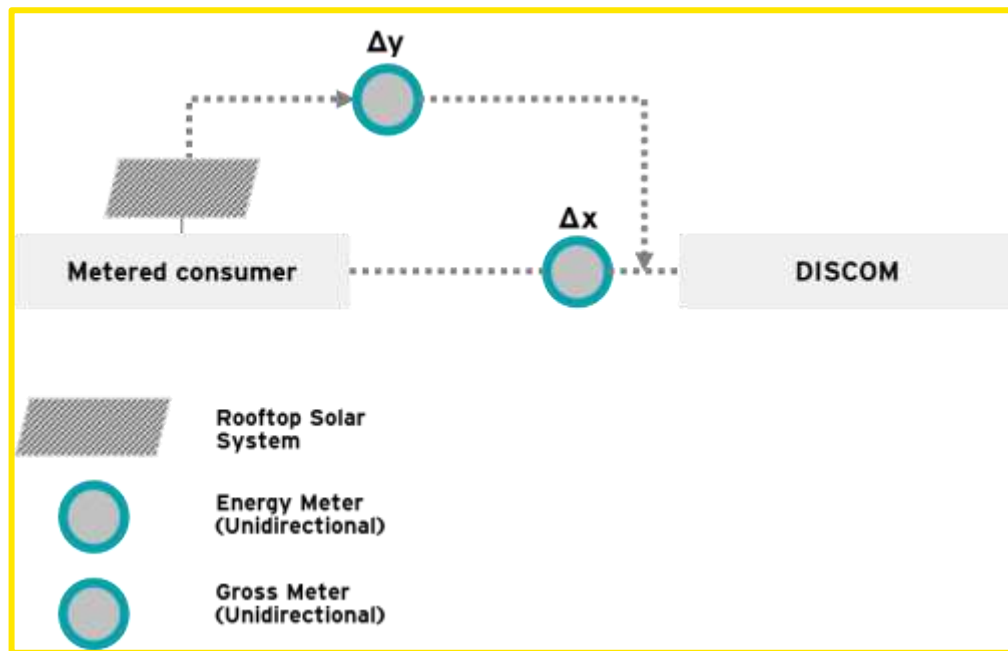 Δy
Δx
Metered consumer
DISCOM
Rooftop Solar
System
Energy Meter
(Unidirectional)
Gross Meter
(Unidirectional)